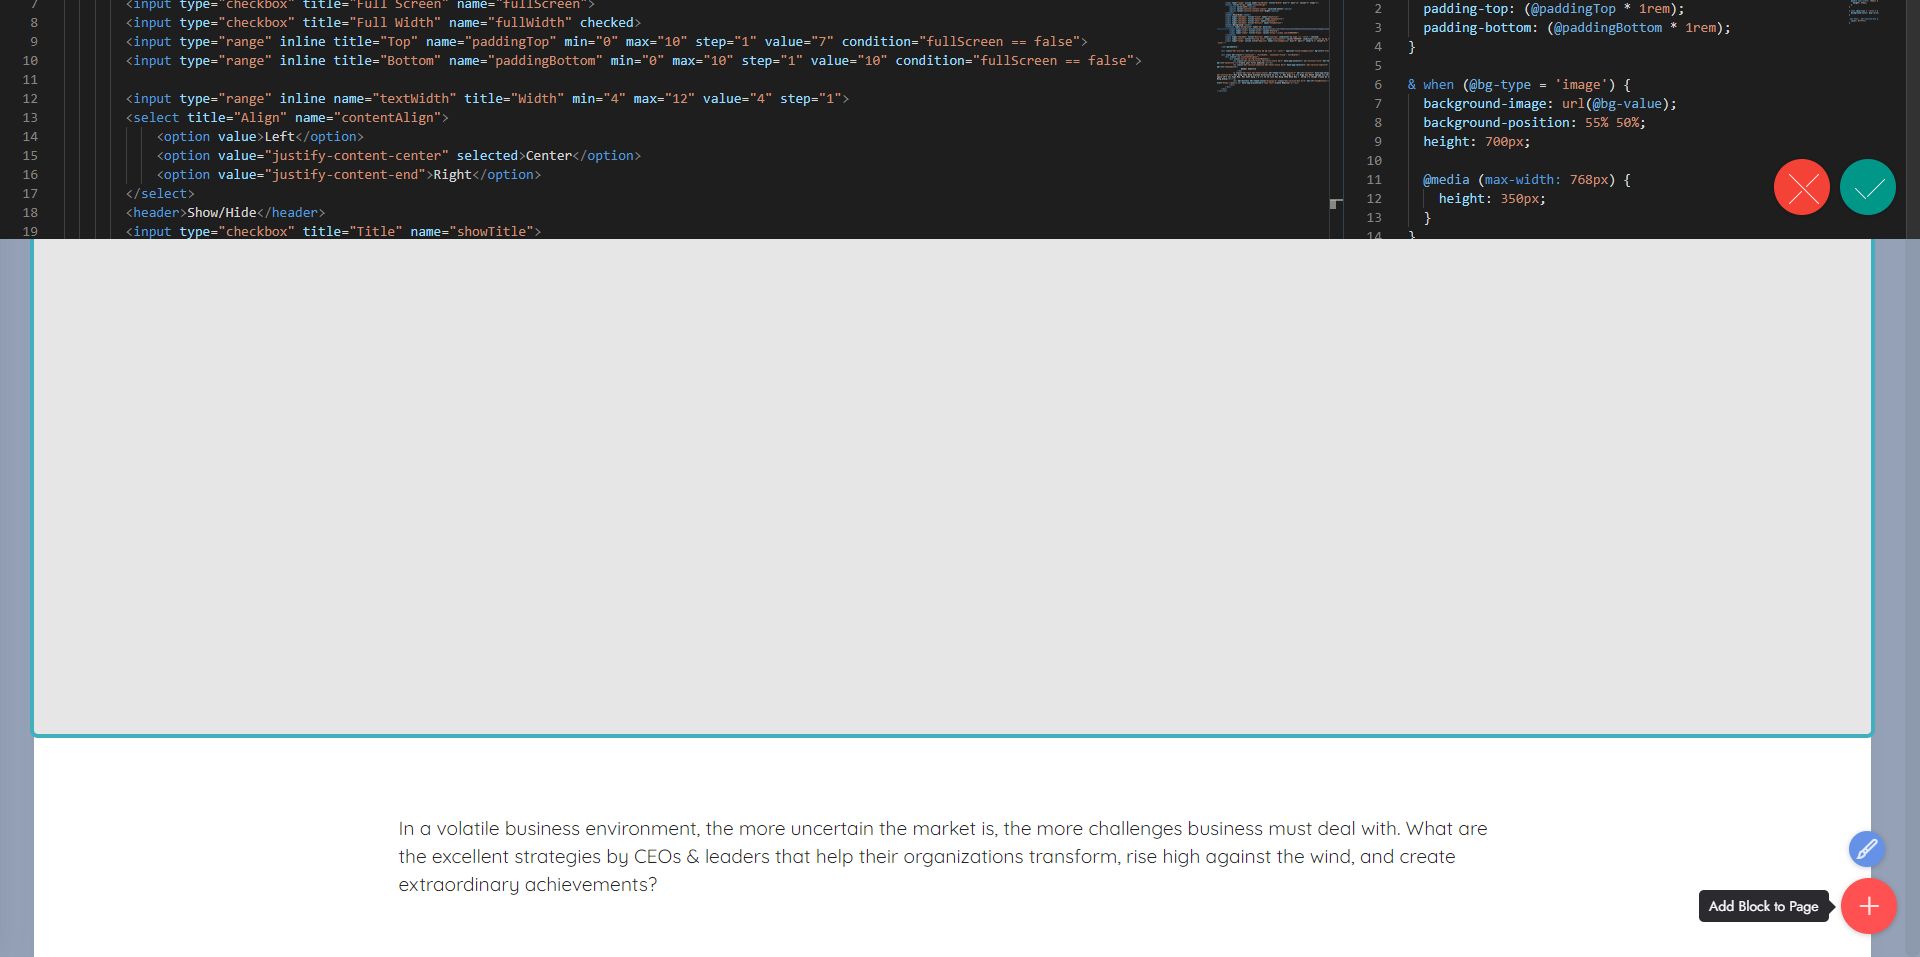 7 <input type="checkbox" title="Full Screen" name="fullScreen">
8 <input type="checkbox" title="Full Width" name="fullWidth" checked>
9 <input type="range" inline title="Top" name="paddingTop" min="0" max="10" step="1" value="7" condition="fullScreen == false">
10 <input type="range" inline title="Bottom" name="paddingBottom" min="0" max="10" step="1" value="10" condition="fullScreen == false">
11
12 <input type="range" inline name="textWidth" title="Width" min="4" max="12" value="4" step="1">
13 <select title="Align" name="contentAlign">
14 <option value>Left</option>
15 <option value="justify-content-center" selected>Center</option>
16 <option value="justify-content-end">Right</option>
17 </select>
18 <header>Show/Hide</header>
19 <input type="checkbox" title="Title" name="showTitle">
2 padding-top: (@paddingTop * 1rem);
3 padding-bottom: (@paddingBottom * 1rem);
4 }
5
6 & when (@bg-type = 'image') {
7 background-image: url(@bg-value);
8 background-position: 55% 50%;
9 height: 700px;
10
11 @media (max-width: 768px) {
12 height: 350px;
13 }
14 }
In a volatile business environment, the more uncertain the market is, the more challenges business must deal with. What are
the excellent strategies by CEOs & leaders that help their organizations transform, rise high against the wind, and create
extraordinary achievements?
Add Block to Page